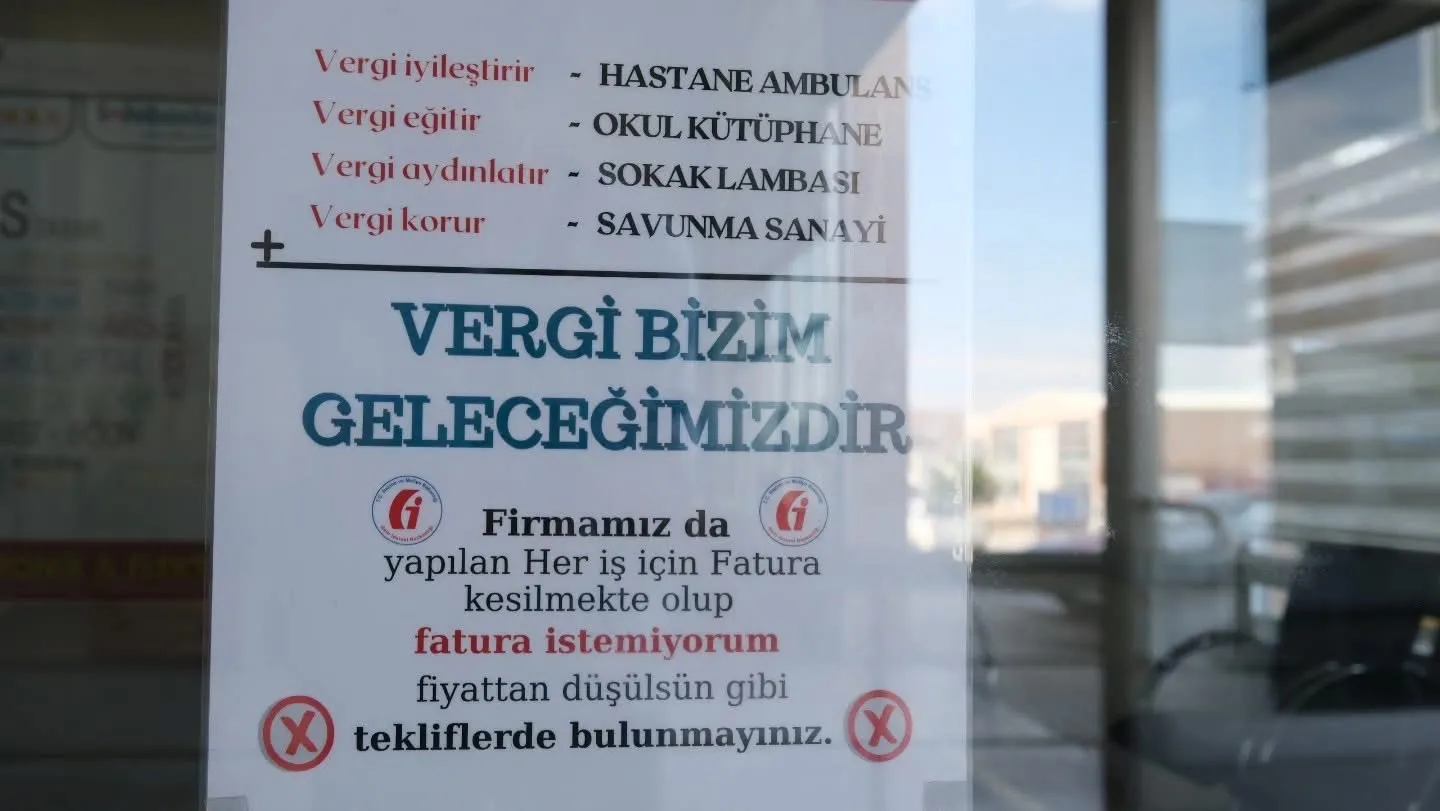 Vergi iyileştirir - HASTANE AMBULANS
Vergi eğitir - OKUL KÜTÜPHANE
Vergi aydınlatır - SOKAK LAMBASI
Vergi korur - SAVUNMA SANAYİ
+
VERGİ BİZİM
GELECEĞİMİZDİR
Firmamız da
yapılan Her iş için Fatura
kesilmekte olup
fatura istemiyorum
fiyattan düşülsün gibi
X tekliflerde bulunmayınız. X